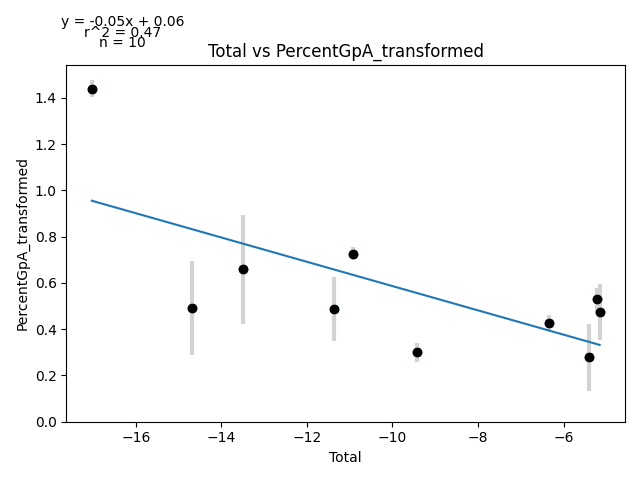 y = -0.05x + 0.06
r^2 = 0.47
n = 10
Total vs PercentGpA_transformed
PercentGpA_transformed
1.4
1.2
1.0
0.8
0.6
0.4
0.2
0.0
−16
−14
−12
−10
−8
−6
Total